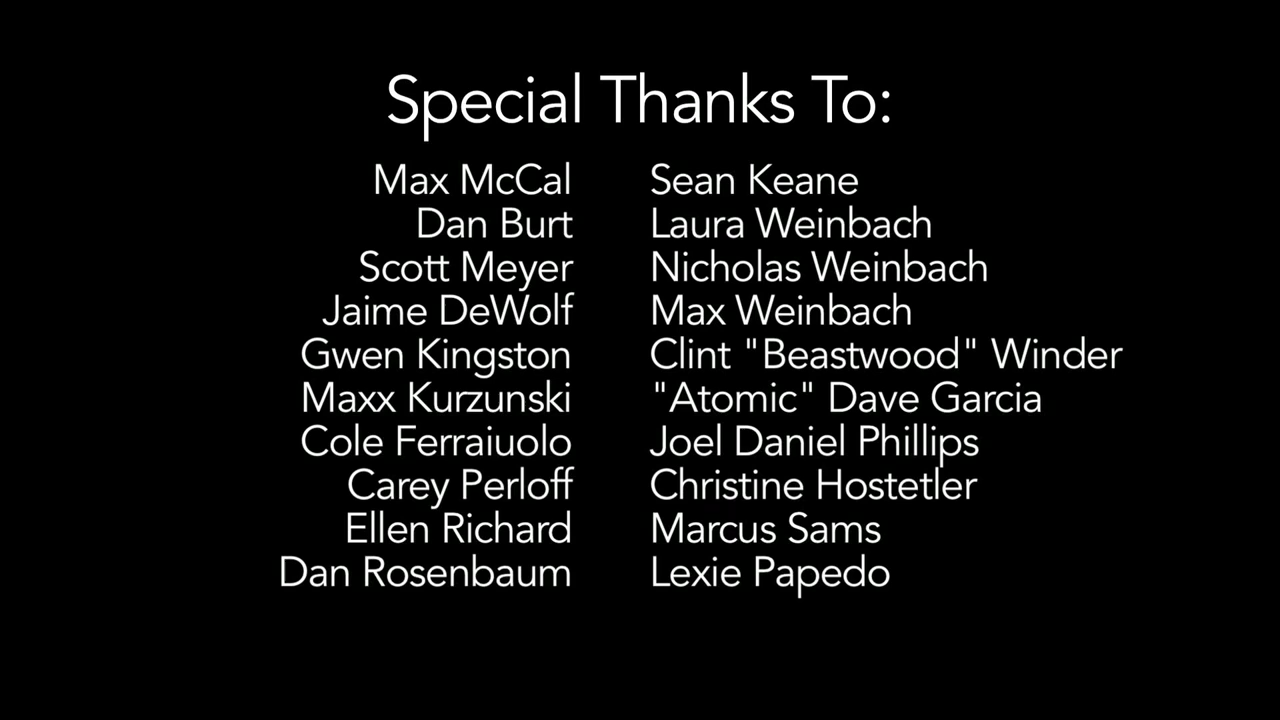 Special Thanks To:
Max McCal
Dan Burt
Scott Meyer
Jaime DeWolf
Gwen Kingston
Maxx Kurzunski
Cole Ferraiuolo
Carey Perloff
Ellen Richard
Dan Rosenbaum
Sean Keane
Laura Weinbach
Nicholas Weinbach
Max Weinbach
Clint "Beastwood" Winder
"Atomic" Dave Garcia
Joel Daniel Phillips
Christine Hostetler
Marcus Sams
Lexie Papedo